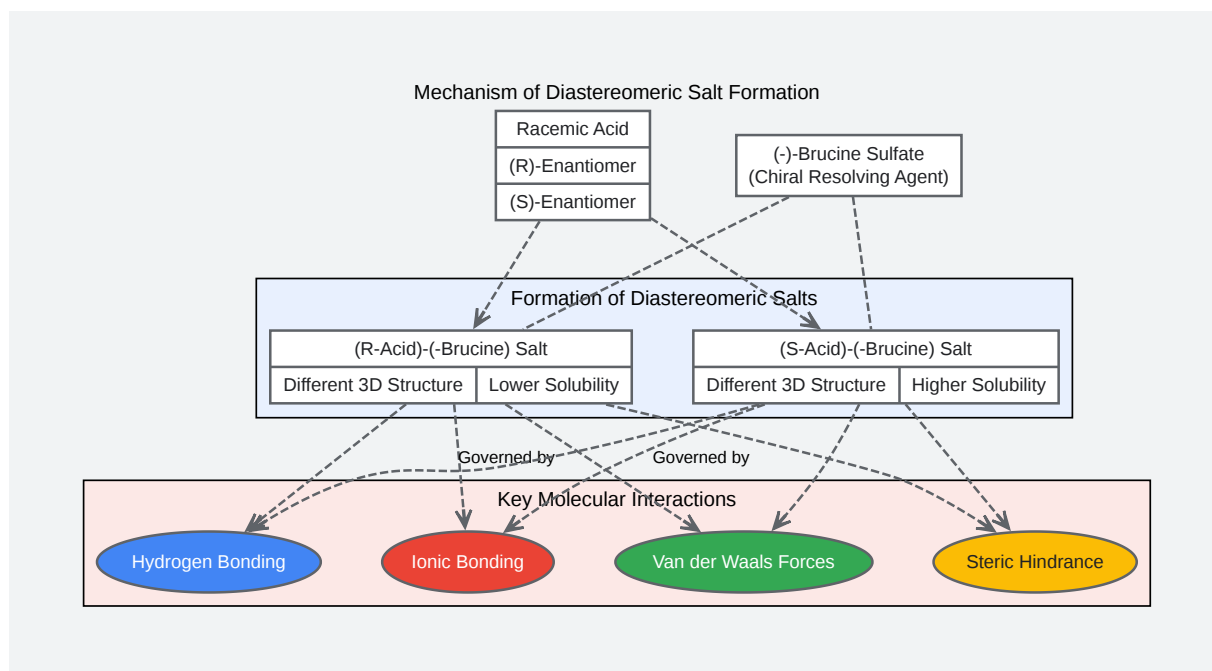 Mechanism of Diastereomeric Salt Formation
Racemic Acid
(R)-Enantiomer
(S)-Enantiomer
(-)-Brucine Sulfate
(Chiral Resolving Agent)
Formation of Diastereomeric Salts
(R-Acid)-(-Brucine) Salt
Different 3D Structure
Lower Solubility
(S-Acid)-(-Brucine) Salt
Different 3D Structure
Higher Solubility
Governed by
Governed by
Key Molecular Interactions
Hydrogen Bonding
Ionic Bonding
Van der Waals Forces
Steric Hindrance